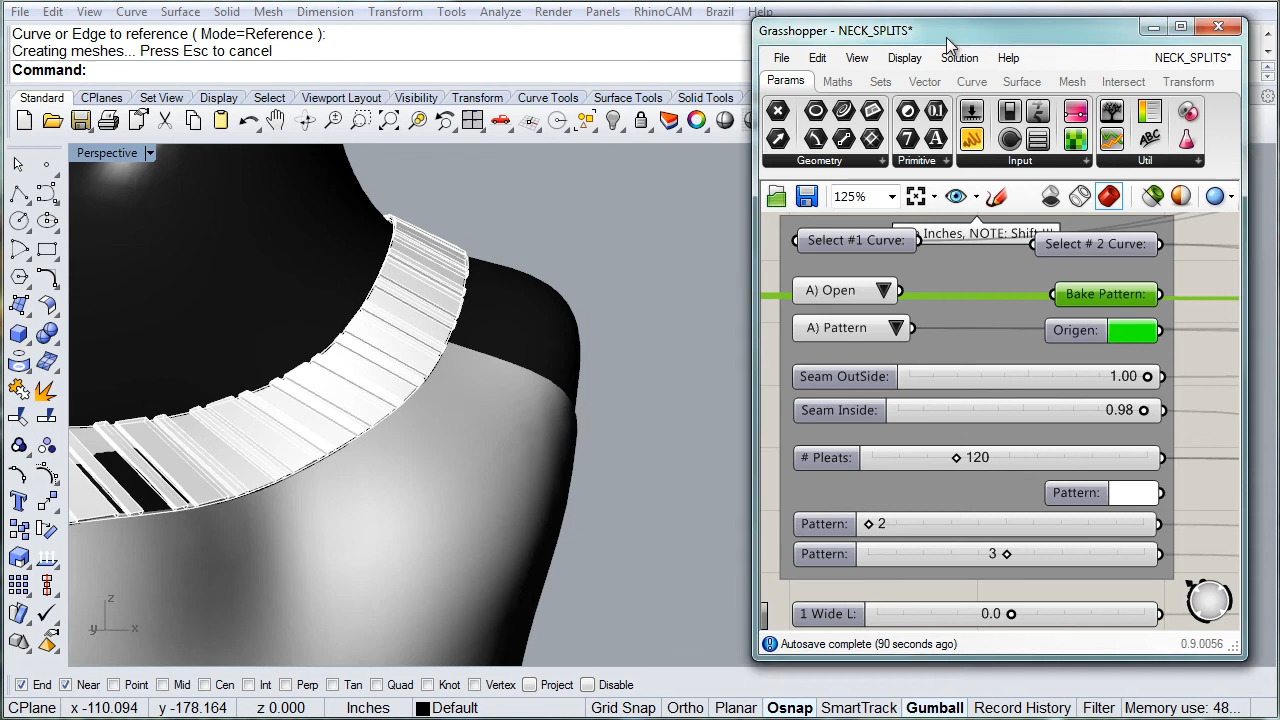 File Edit View Curve Surface Solid Mesh Dimension Transform Tools Analyze Render Panels RhinoCAM Brazil Help
Curve or Edge to reference ( Mode=Reference ):
Creating meshes... Press Esc to cancel
Command:
Standard CPlanes Set View Display Select Viewport Layout Visibility Transform Curve Tools Surface Tools Solid Tools
Perspective
z
y
x
Grasshopper - NECK_SPLITS*
File Edit View Display Solution Help NECK_SPLITS*
Params Maths Sets Vector Curve Surface Mesh Intersect Transform
Geometry Primitive Input Util
125%
Inches, NOTE: Shift !!!
Select #1 Curve: Select # 2 Curve:
A) Open Bake Pattern:
A) Pattern Origen:
Seam OutSide: 1.00
Seam Inside: 0.98
# Pleats: 120
Pattern:
Pattern: 2
Pattern: 3
1 Wide L: 0.0
Autosave complete (90 seconds ago) 0.9.0056
End Near Point Mid Cen Int Perp Tan Quad Knot Vertex Project Disable
CPlane x -110.094 y -178.164 z 0.000 Inches Default Grid Snap Ortho Planar Osnap SmartTrack Gumball Record History Filter Memory use: 48...